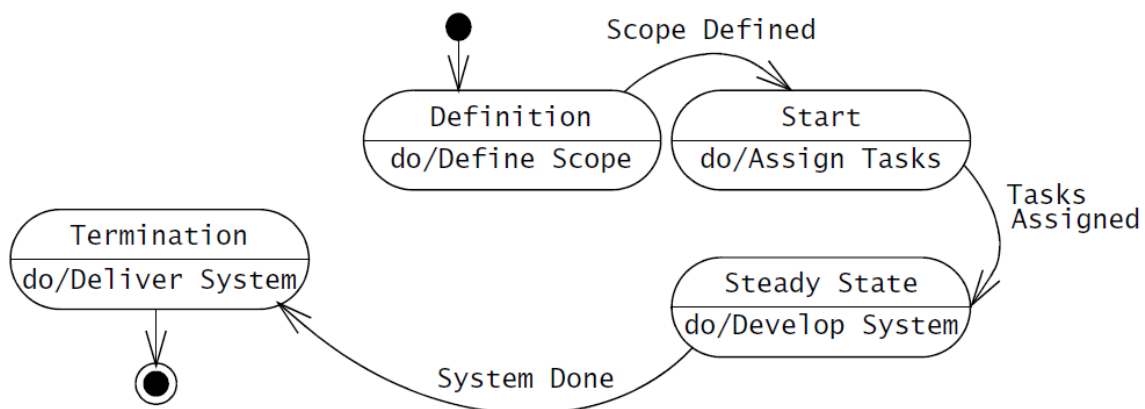 Scope Defined
Definition
do/Define Scope
Start
do/Assign Tasks
Tasks
Assigned
Termination
do/Deliver System
Steady State
do/Develop System
System Done